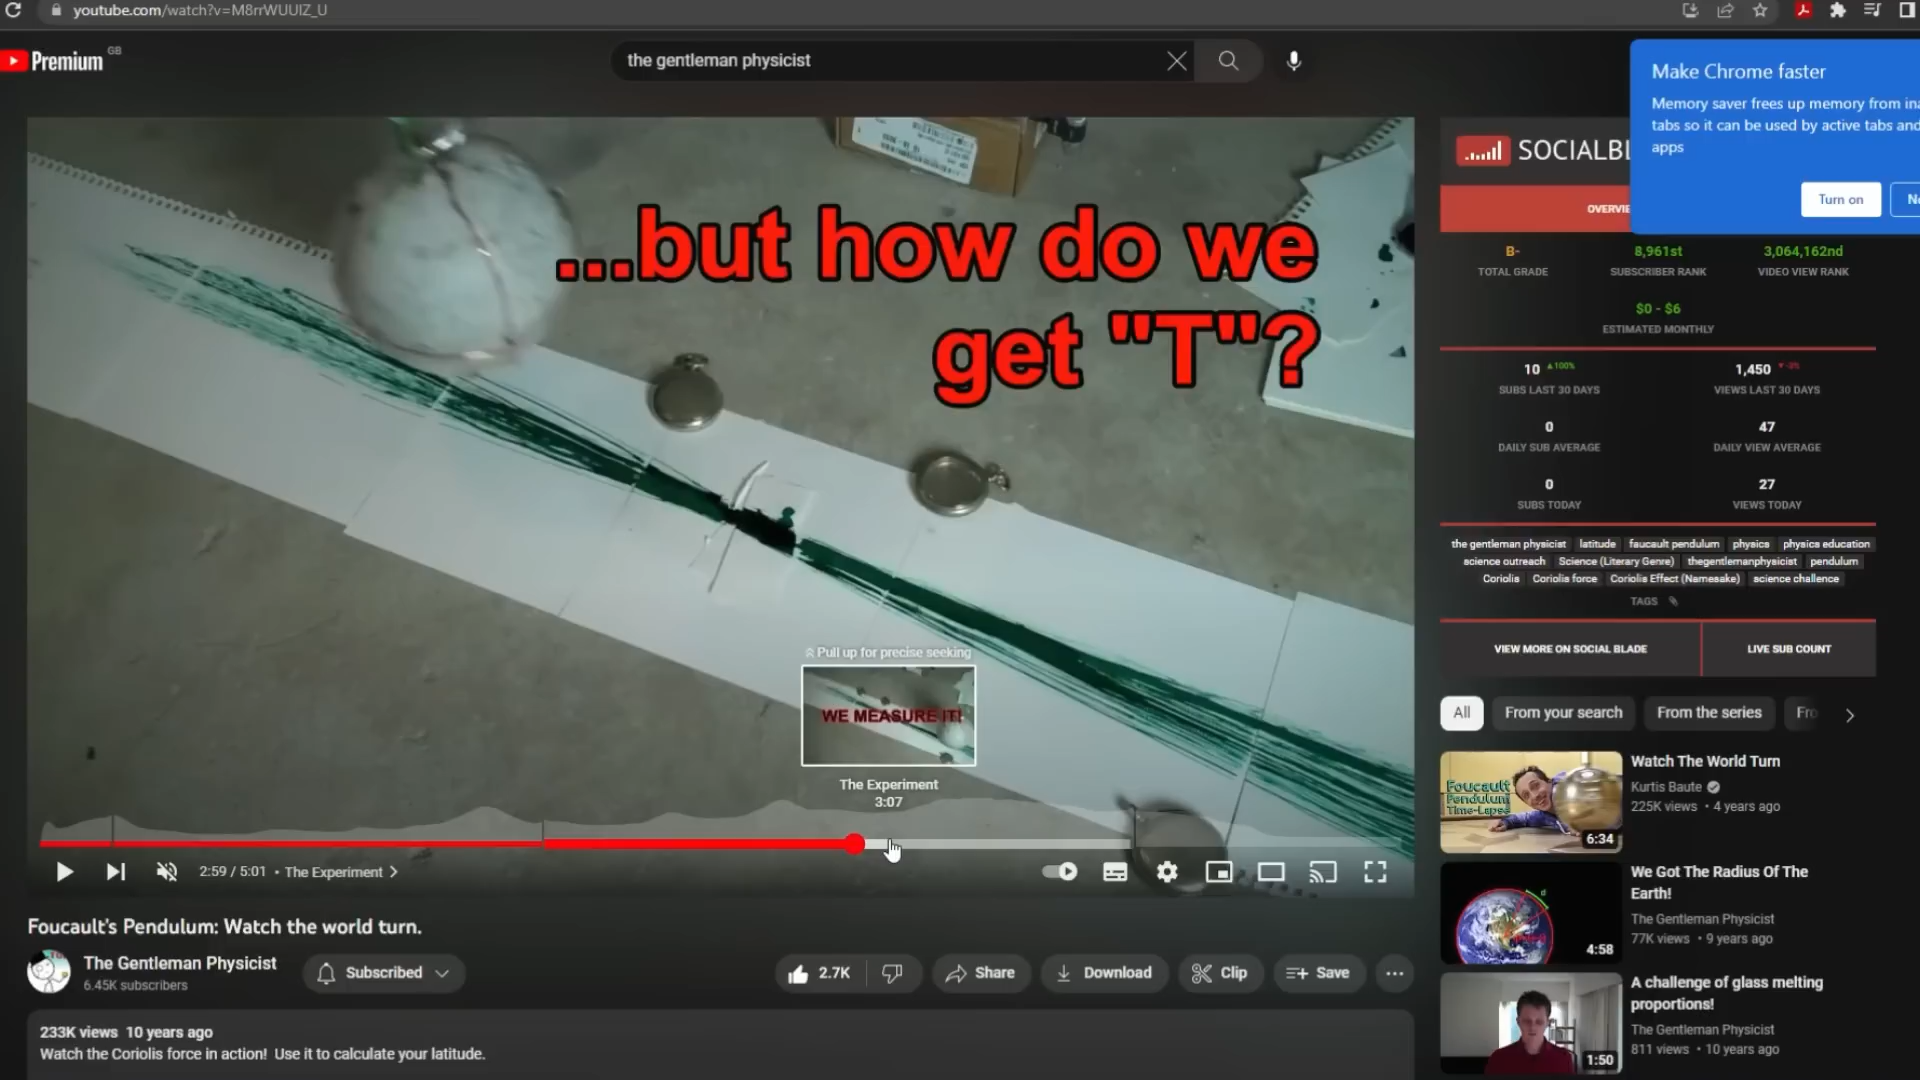 youtube.com/watch?v=M8rrWUUIZ_U
Premium GB
the gentleman physicist
Make Chrome faster
Memory saver frees up memory from ina
tabs so it can be used by active tabs and
apps
Turn on
...but how do we
get "T"?
Pull up for precise seeking
WE MEASURE IT!
The Experiment
3:07
2:59 / 5:01 • The Experiment
Foucault's Pendulum: Watch the world turn.
The Gentleman Physicist
6.45K subscribers
Subscribed
2.7K
Share
Download
Clip
Save
233K views 10 years ago
Watch the Coriolis force in action! Use it to calculate your latitude.
SOCIALBL
OVERVIE
B-
TOTAL GRADE
8,961st
SUBSCRIBER RANK
3,064,162nd
VIDEO VIEW RANK
$0 - $6
ESTIMATED MONTHLY
10 ▲100%
SUBS LAST 30 DAYS
1,450 ▼-3%
VIEWS LAST 30 DAYS
0
DAILY SUB AVERAGE
47
DAILY VIEW AVERAGE
0
SUBS TODAY
27
VIEWS TODAY
the gentleman physicist latitude faucault pendulum physics physics education
science outreach Science (Literary Genre) thegentlemanphysicist pendulum
Coriolis Coriolis force Coriolis Effect (Namesake) science challenge
TAGS
VIEW MORE ON SOCIAL BLADE
LIVE SUB COUNT
All
From your search
From the series
Fro
Foucault
Pendulum
Time-Lapse
6:34
Watch The World Turn
Kurtis Baute
225K views • 4 years ago
4:58
We Got The Radius Of The
Earth!
The Gentleman Physicist
77K views • 9 years ago
1:50
A challenge of glass melting
proportions!
The Gentleman Physicist
811 views • 10 years ago